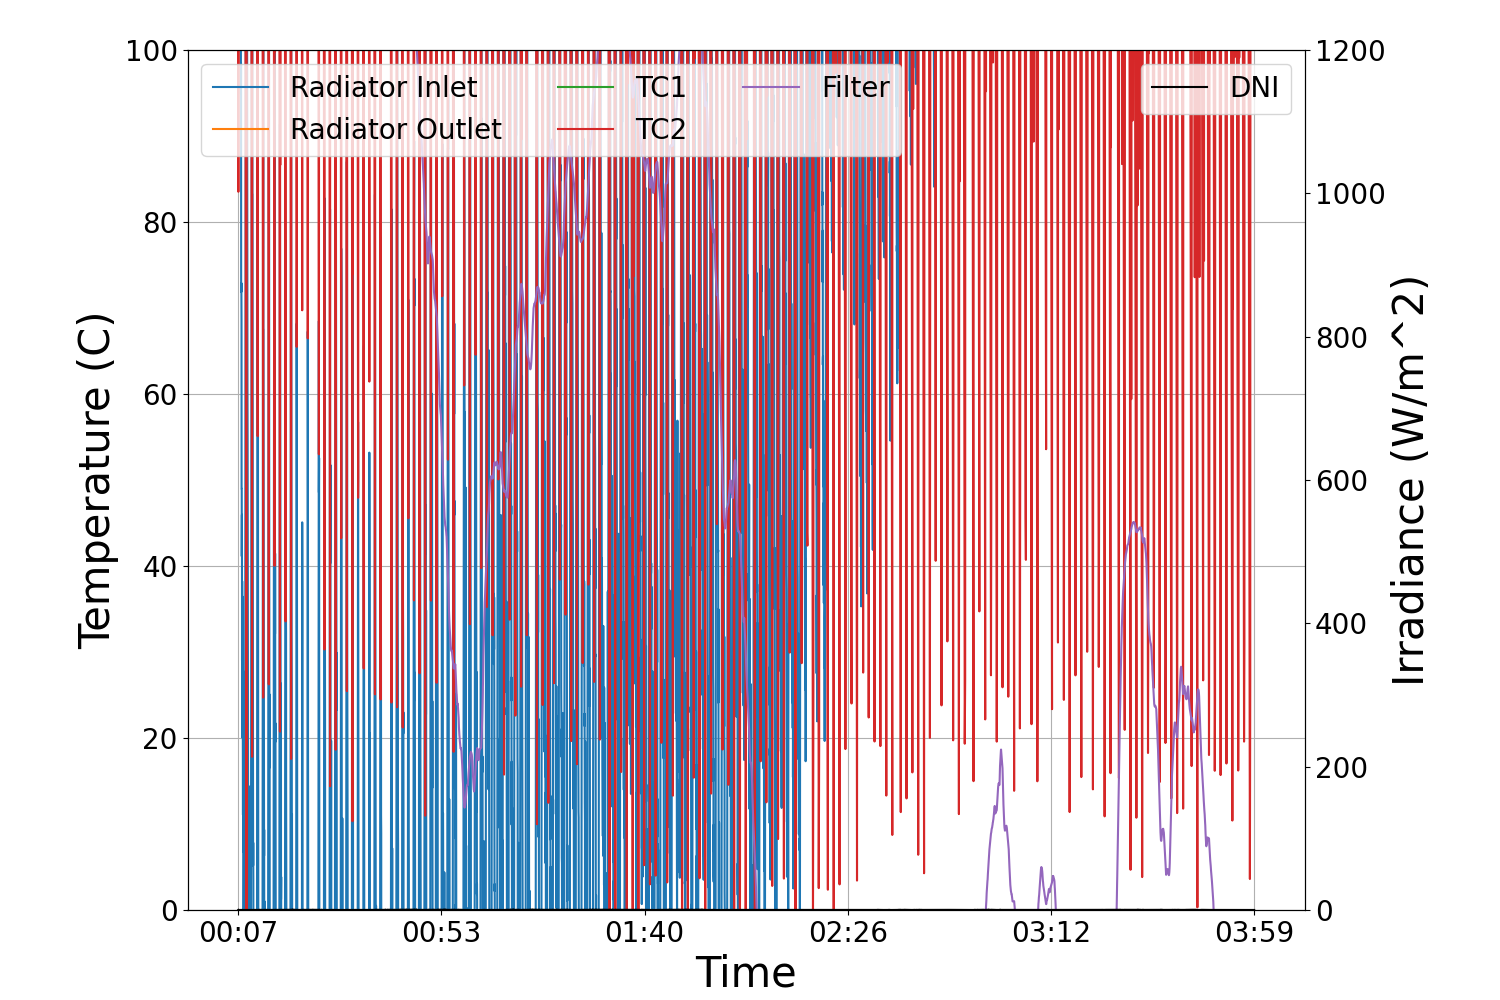 100
1200
Radiator Inlet TC1 Filter
DNI
Radiator Outlet TC2
1000
80
800
60
600
40
400
20
200
0
0
Temperature (C)
Irradiance (W/m^2)
00:07 00:53 01:40 02:26 03:12 03:59
Time